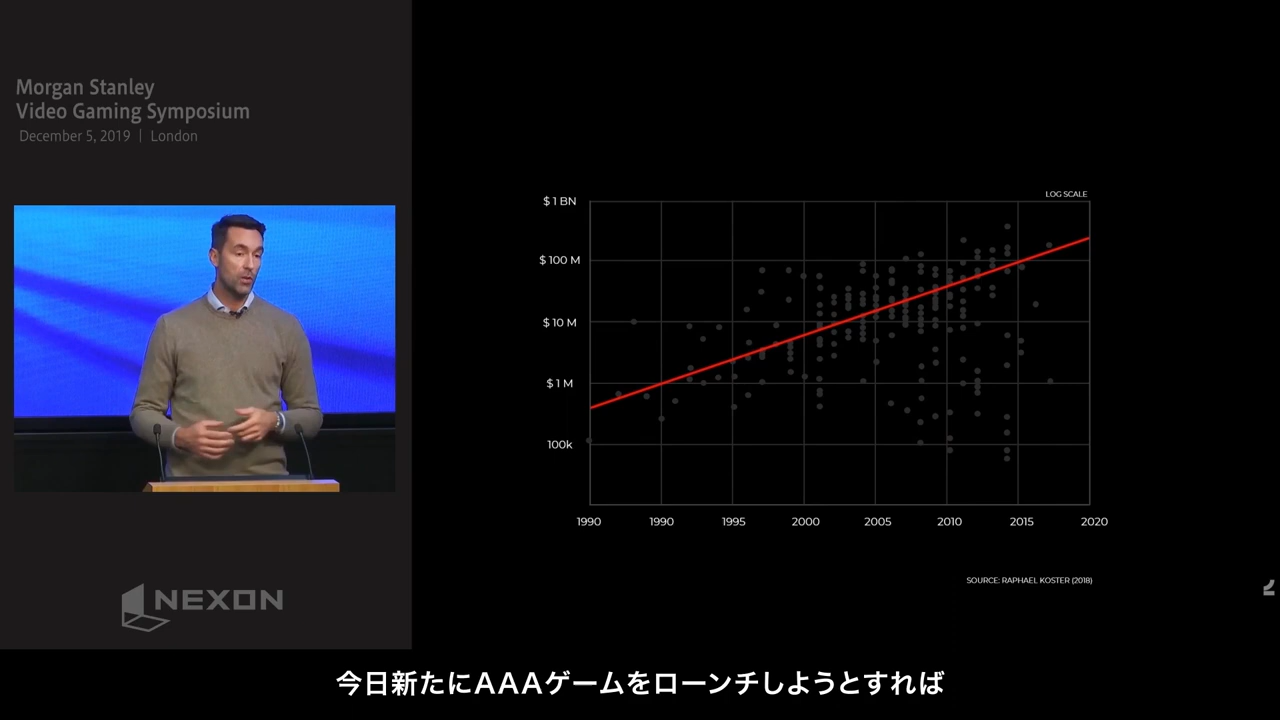 Morgan Stanley
Video Gaming Symposium
December 5, 2019 | London
LOG SCALE
$ 1 BN
$ 100 M
$ 10 M
$ 1 M
100k
1990 1990 1995 2000 2005 2010 2015 2020
SOURCE: RAPHAEL KOSTER (2018)
NEXON
今日新たにAAAゲームをローンチしようとすれば